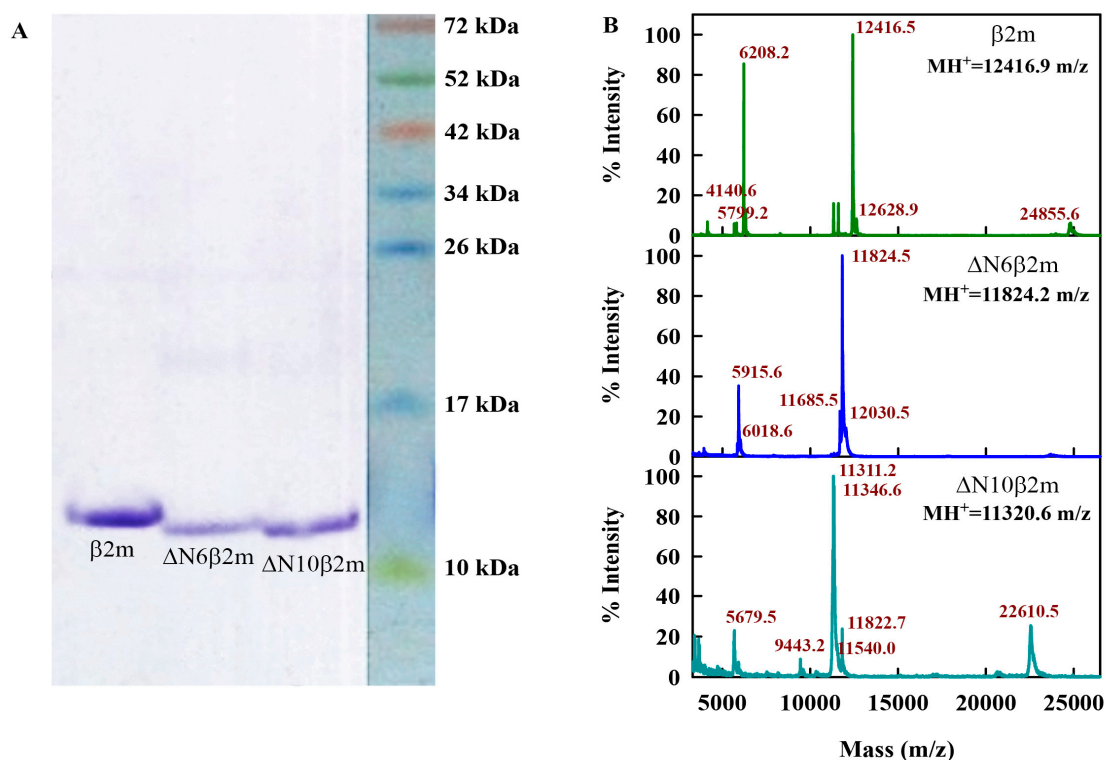 A
72 kDa
52 kDa
42 kDa
34 kDa
26 kDa
17 kDa
10 kDa
β2m
ΔN6β2m
ΔN10β2m
B
100
80
60
40
20
0
% Intensity
β2m
MH⁺=12416.9 m/z
12416.5
6208.2
4140.6
5799.2
12628.9
24855.6
100
80
60
40
20
0
% Intensity
ΔN6β2m
MH⁺=11824.2 m/z
11824.5
5915.6
11685.5
12030.5
6018.6
100
80
60
40
20
0
% Intensity
ΔN10β2m
MH⁺=11320.6 m/z
11311.2
11346.6
5679.5
11822.7
22610.5
9443.2
11540.0
5000
10000
15000
20000
25000
Mass (m/z)